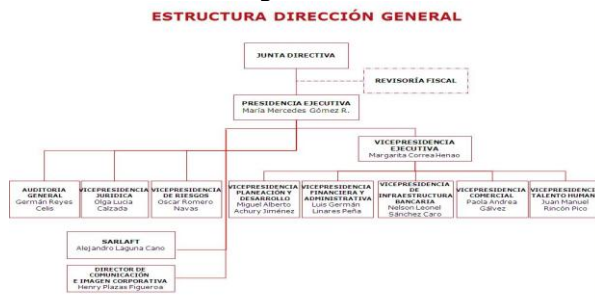 ESTRUCTURA DIRECCIÓN GENERAL
JUNTA DIRECTIVA
REVISORÍA FISCAL
PRESIDENCIA EJECUTIVA
María Mercedes Gómez R.
VICEPRESIDENCIA
EJECUTIVA
Margarita Correa Henao
AUDITORIA
GENERAL
Germán Reyes
Celis
VICEPRESIDENCIA
JURIDICA
Olga Lucia
Calzada
VICEPRESIDENCIA
DE RIESGOS
Oscar Romero
Navas
VICEPRESIDENCIA
PLANEACIÓN Y
DESARROLLO
Miguel Alberto
Achury Jiménez
VICEPRESIDENCIA
FINANCIERA Y
ADMINISTRATIVA
Luis Germán
Linares Peña
VICEPRESIDENCIA
DE
INFRAESTRUCTURA
BANCARIA
Nelson Leonel
Sánchez Caro
VICEPRESIDENCIA
COMERCIAL
Paola Andrea
Gálvez
VICEPRESIDENCIA
TALENTO HUMANO
Juan Manuel
Rincón Pico
SARLAFT
Alejandro Laguna Cano
DIRECTOR DE
COMUNICACIÓN
E IMAGEN CORPORATIVA
Henry Plazas Figueroa